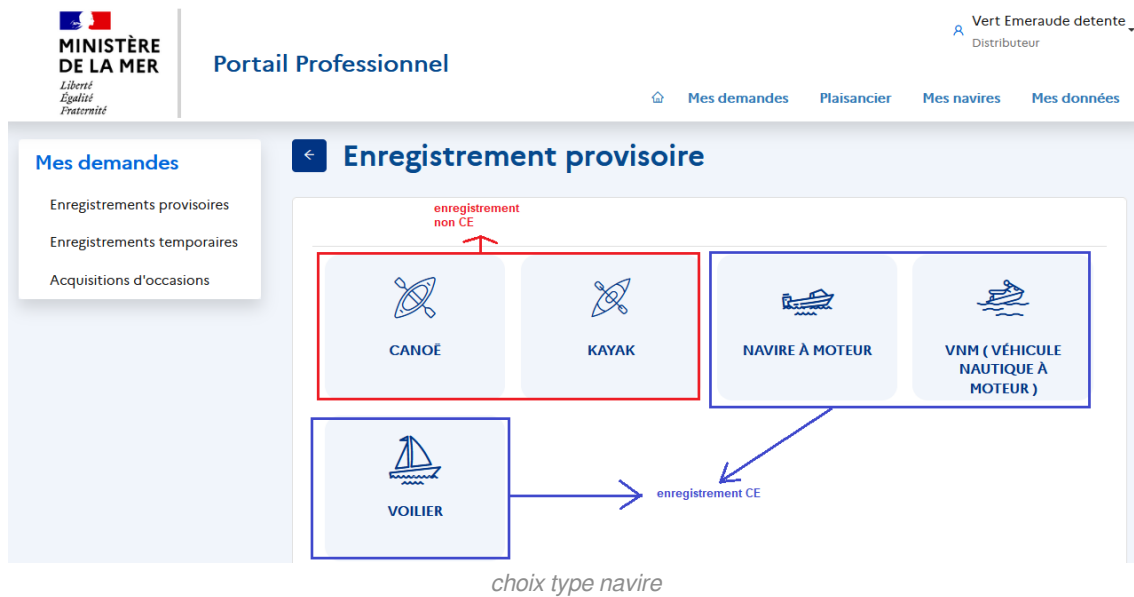 MINISTÈRE
DE LA MER
Liberté
Égalité
Fraternité
Portail Professionnel
Vert Emeraude detente
Distributeur
Mes demandes Plaisancier Mes navires Mes données
Mes demandes
Enregistrements provisoires
Enregistrements temporaires
Acquisitions d'occasions
Enregistrement provisoire
enregistrement
non CE
CANOË KAYAK NAVIRE À MOTEUR VNM ( VÉHICULE
NAUTIQUE À
MOTEUR )
VOILIER
enregistrement CE
choix type navire